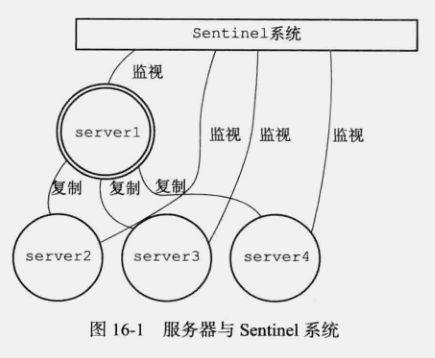 Sentinel系统
监视
server1
监视 监视 监视
复制 复制 复制
server2 server3 server4
图 16-1 服务器与 Sentinel 系统